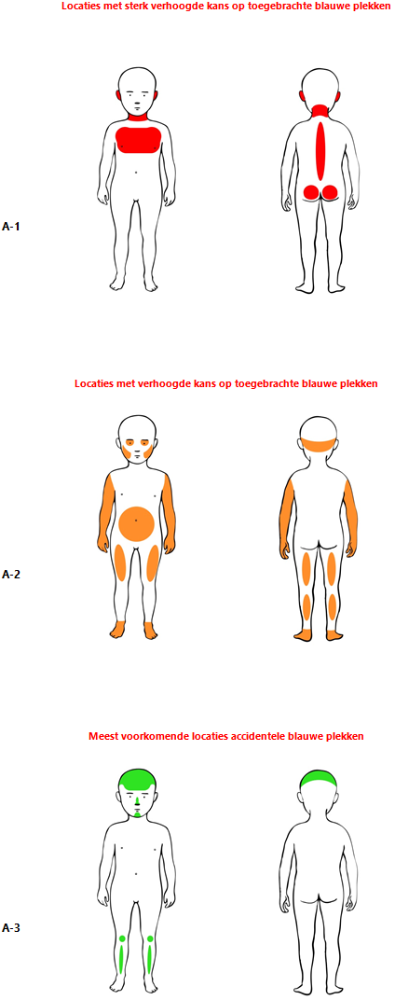 Locaties met sterk verhoogde kans op toegebrachte blauwe plekken
A-1
Locaties met verhoogde kans op toegebrachte blauwe plekken
A-2
Meest voorkomende locaties accidentele blauwe plekken
A-3